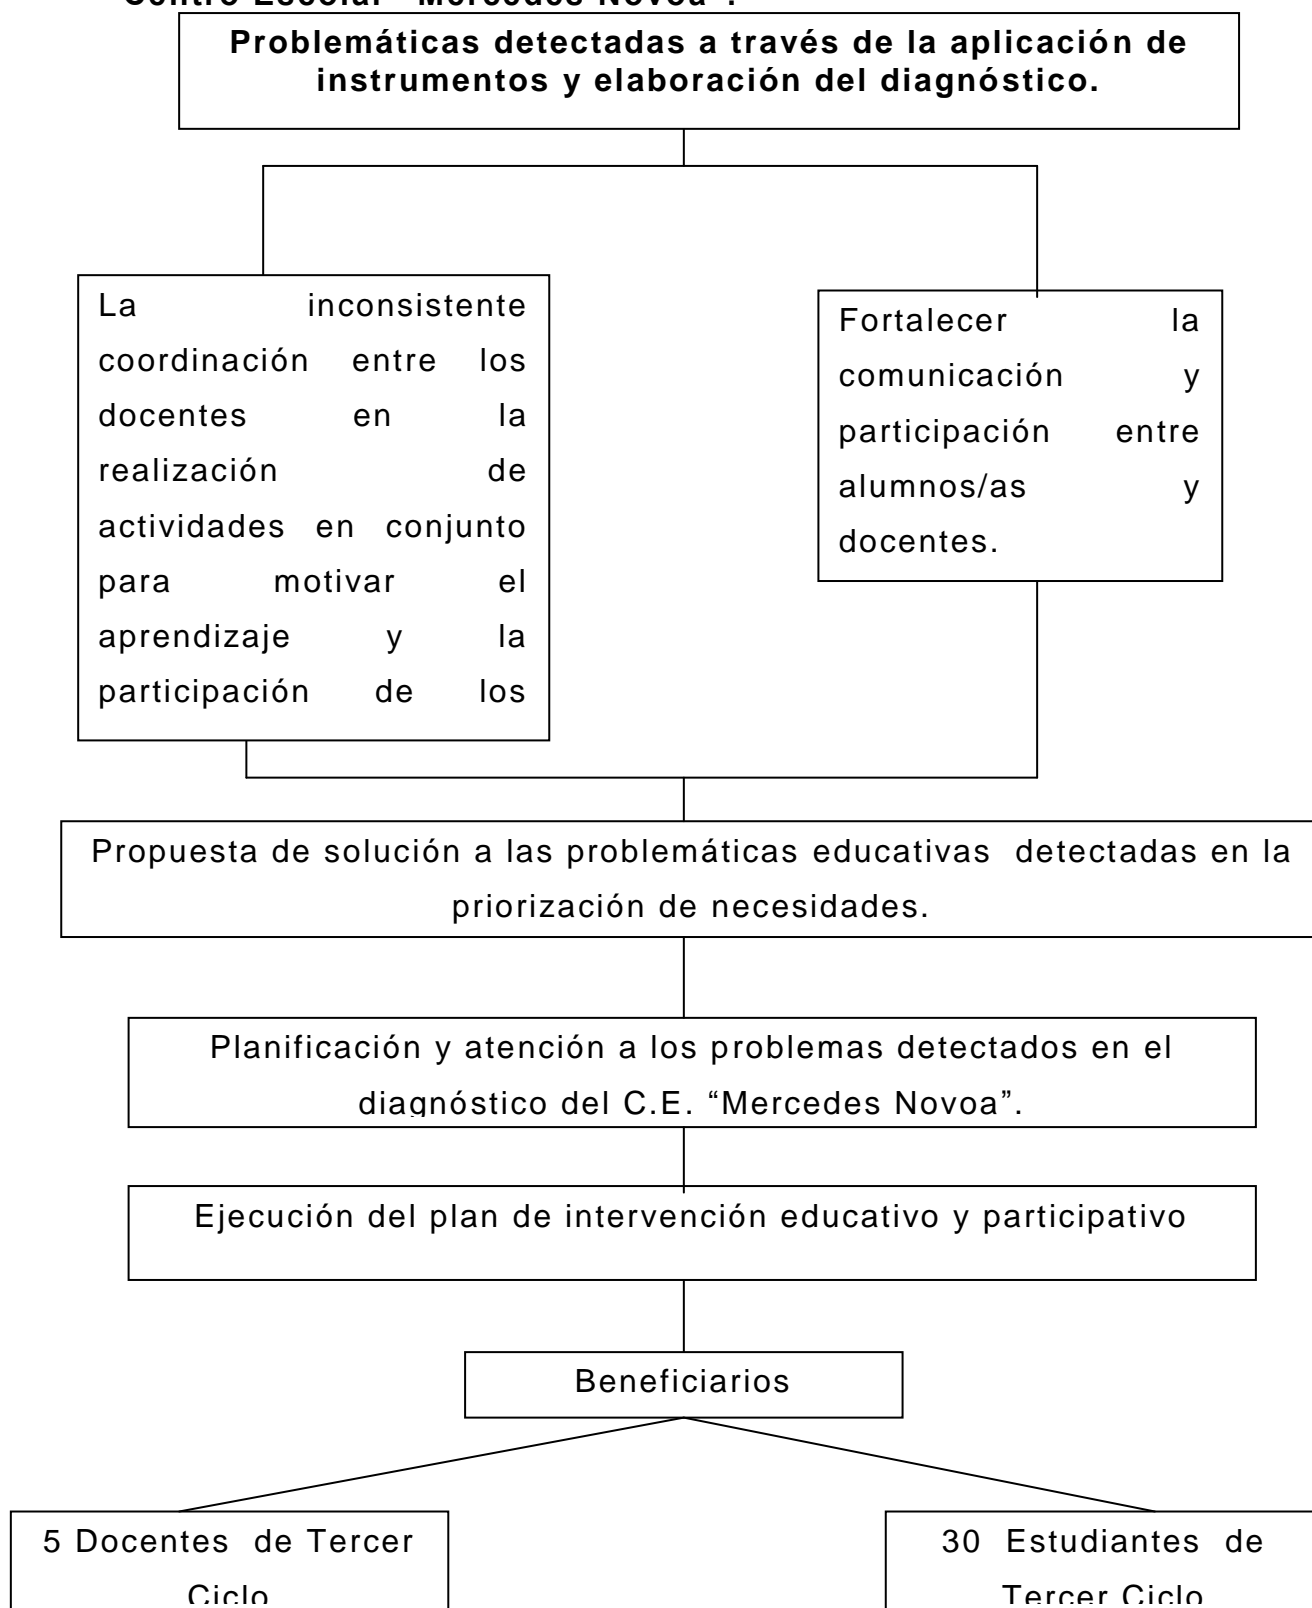 Centro Escolar "Mercedes Novoa".
Problemáticas detectadas a través de la aplicación de
instrumentos y elaboración del diagnóstico.
La inconsistente
coordinación entre los
docentes en la
realización de
actividades en conjunto
para motivar el
aprendizaje y la
participación de los
Fortalecer la
comunicación y
participación entre
alumnos/as y
docentes.
Propuesta de solución a las problemáticas educativas detectadas en la
priorización de necesidades.
Planificación y atención a los problemas detectados en el
diagnóstico del C.E. “Mercedes Novoa”.
Ejecución del plan de intervención educativo y participativo
Beneficiarios
5 Docentes de Tercer
Ciclo
30 Estudiantes de
Tercer Ciclo